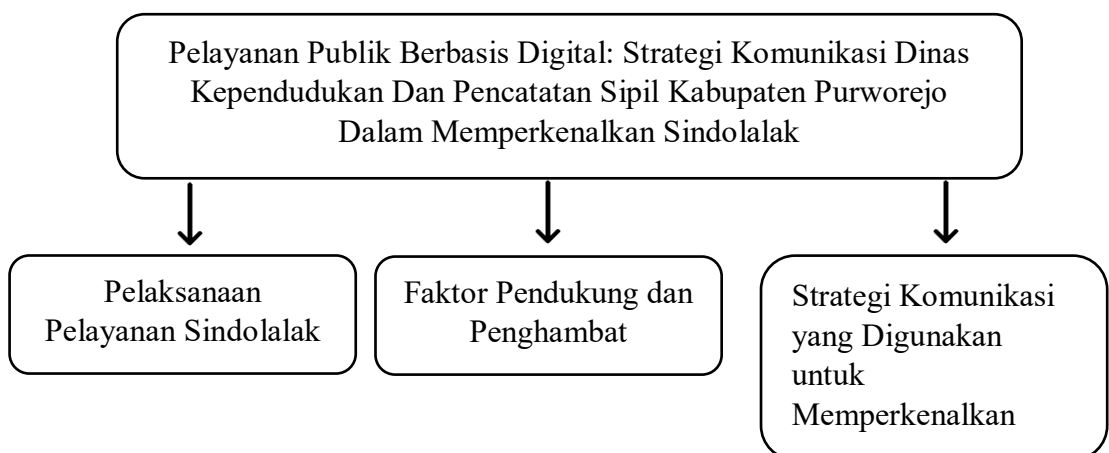 Pelayanan Publik Berbasis Digital: Strategi Komunikasi Dinas
Kependudukan Dan Pencatatan Sipil Kabupaten Purworejo
Dalam Memperkenalkan Sindolalak
Pelaksanaan
Pelayanan Sindolalak
Faktor Pendukung dan
Penghambat
Strategi Komunikasi
yang Digunakan
untuk
Memperkenalkan